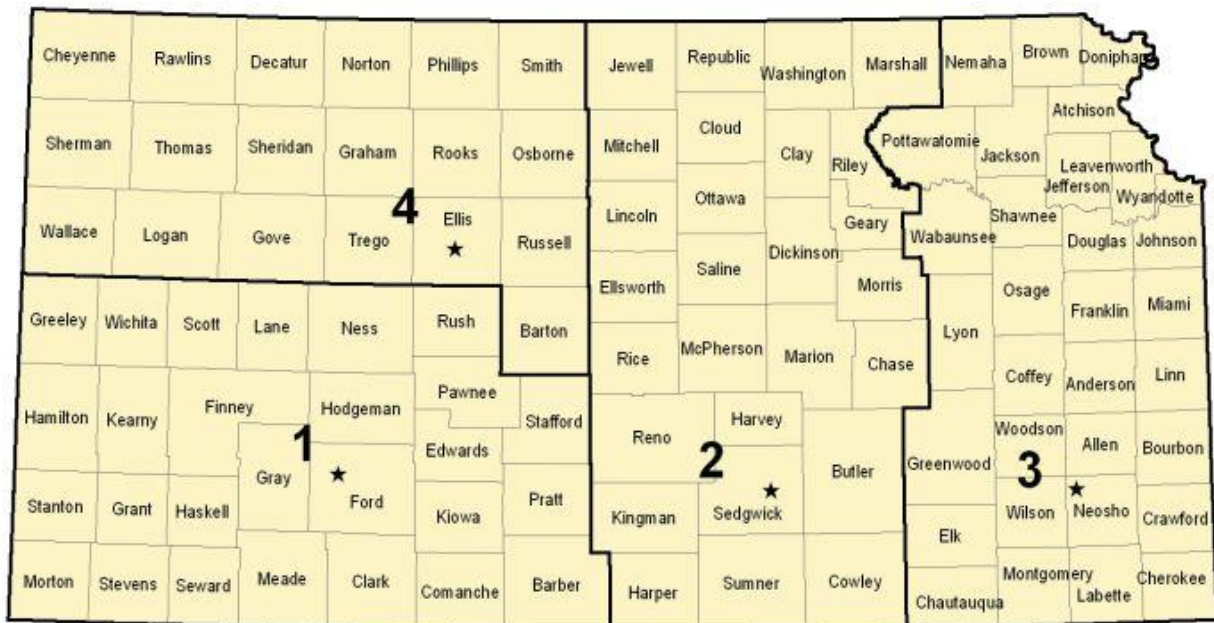 Cheyenne
Rawlins
Decatur
Norton
Phillips
Smith
Jewell
Republic
Washington
Marshall
Nemaha
Brown
Doniphan
Atchison
Sherman
Thomas
Sheridan
Graham
Rooks
Osborne
Mitchell
Cloud
Clay
Riley
Pottawatomie
Jackson
Leavenworth
Jefferson
Wyandotte
Wallace
Logan
Gove
Trego
4
Ellis
Russell
Lincoln
Ottawa
Geary
Wabaunsee
Shawnee
Douglas
Johnson
Dickinson
Saline
Ellsworth
Morris
Osage
Franklin
Miami
Greeley
Wichita
Scott
Lane
Ness
Rush
Barton
Rice
McPherson
Marion
Chase
Lyon
Coffey
Anderson
Linn
Hamilton
Kearny
Finney
Hodgeman
Pawnee
Stafford
Reno
Harvey
Butler
Greenwood
Woodson
Allen
Bourbon
1
Gray
Ford
Edwards
2
3
Stanton
Grant
Haskell
Kiowa
Pratt
Kingman
Sedgwick
Elk
Wilson
Neosho
Crawford
Morton
Stevens
Seward
Meade
Clark
Comanche
Barber
Harper
Sumner
Cowley
Chautauqua
Montgomery
Labette
Cherokee